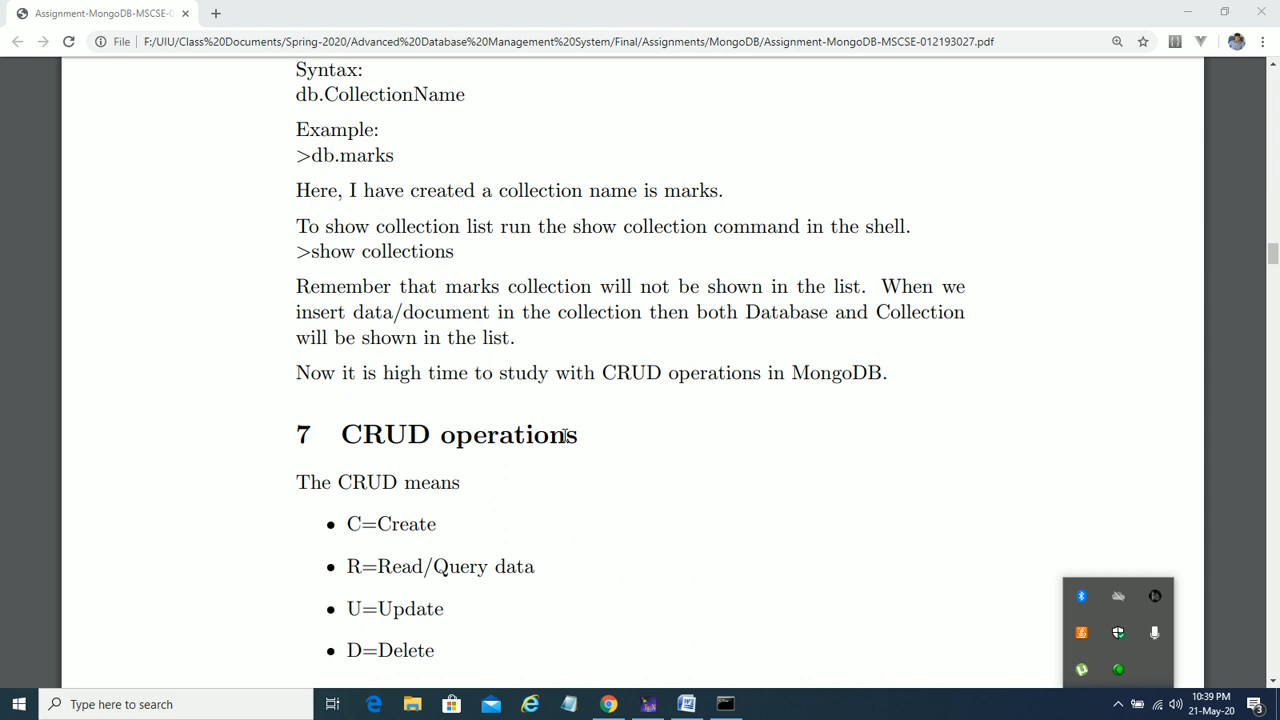 Assignment-MongoDB-MSCSE-0
File
F:/UIU/Class%20Documents/Spring-2020/Advanced%20Database%20Management%20System/Final/Assignments/MongoDB/Assignment-MongoDB-MSCSE-012193027.pdf
Syntax:
db.CollectionName
Example:
>db.marks
Here, I have created a collection name is marks.
To show collection list run the show collection command in the shell.
>show collections
Remember that marks collection will not be shown in the list. When we
insert data/document in the collection then both Database and Collection
will be shown in the list.
Now it is high time to study with CRUD operations in MongoDB.
7 CRUD operations
The CRUD means
• C=Create
• R=Read/Query data
• U=Update
• D=Delete
Type here to search
10:39 PM
21-May-20
3